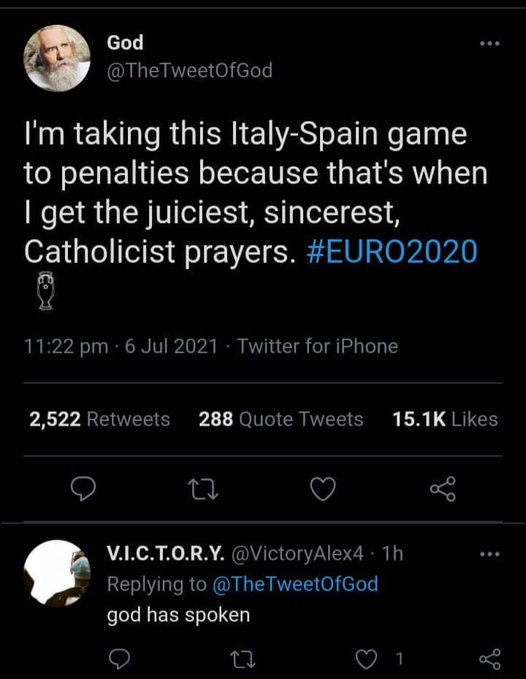 God
@TheTweetOfGod
I'm taking this Italy-Spain game
to penalties because that's when
I get the juiciest, sincerest,
Catholicist prayers. #EURO2020
11:22 pm · 6 Jul 2021 · Twitter for iPhone
2,522 Retweets 288 Quote Tweets 15.1K Likes
V.I.C.T.O.R.Y. @VictoryAlex4 · 1h
Replying to @TheTweetOfGod
god has spoken
1